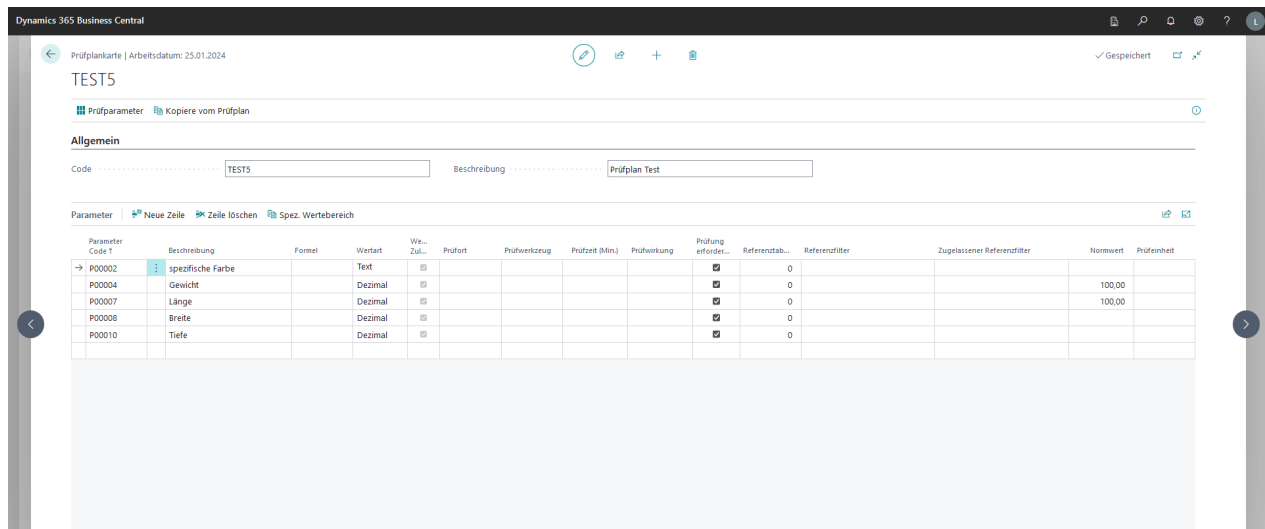 Dynamics 365 Business Central
?
L
Prüfplankarte | Arbeitsdatum: 25.01.2024
Gespeichert
TEST5
Prüfparameter Kopiere vom Prüfplan
Allgemein
Code TEST5 Beschreibung Prüfplan Test
Parameter Neue Zeile Zeile löschen Spez. Wertebereich
Parameter Code ↑ Beschreibung Formel Wertart We... Zul... Prüfort Prüfwerkzeug Prüfzeit (Min.) Prüfwirkung Prüfung erforder... Referenztab... Referenzfilter Zugelassener Referenzfilter Normwert Prüfeinheit
→ P00002 spezifische Farbe Text 0
P00004 Gewicht Dezimal 0 100,00
P00007 Länge Dezimal 0 100,00
P00008 Breite Dezimal 0
P00010 Tiefe Dezimal 0